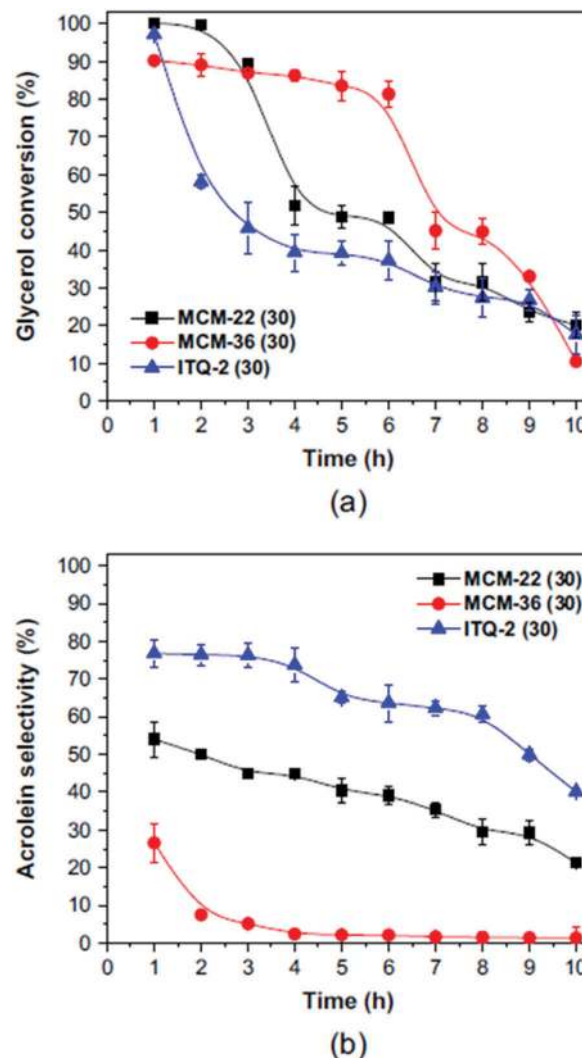 100
90
80
70
60
50
40
30
20
10
0
Glycerol conversion (%)
MCM-22 (30)
MCM-36 (30)
ITQ-2 (30)
0 1 2 3 4 5 6 7 8 9 10
Time (h)
(a)
100
90
80
70
60
50
40
30
20
10
0
Acrolein selectivity (%)
MCM-22 (30)
MCM-36 (30)
ITQ-2 (30)
0 1 2 3 4 5 6 7 8 9 10
Time (h)
(b)